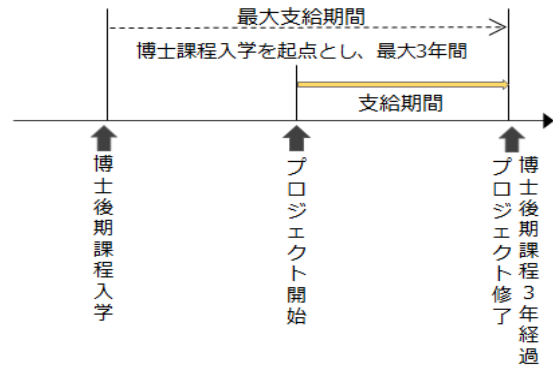 最大支給期間
博士課程入学を起点とし、最大3年間
支給期間
博士後期課程入学
プロジェクト開始
博士後期課程３年経過
プロジェクト修了